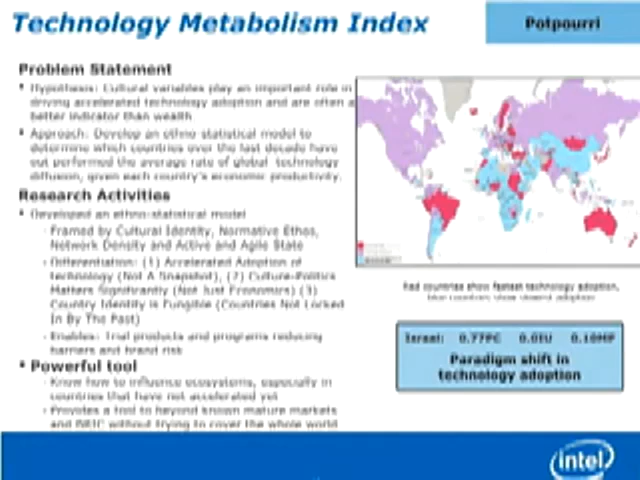 Technology Metabolism Index
Potpourri
Problem Statement
• Hypothesis: Cultural variables play an important role in
driving accelerated technology adoption and are often a
better indicator than wealth
• Approach: Develop an ethno-statistical model to
determine which countries over the last decade have
out performed the average rate of global technology
diffusion, given each country's economic productivity.
Research Activities
• Developed an ethno-statistical model
- Framed by Cultural Identity, Normative Ethos,
Network Density and Active and Agile State
- Differentiation: (1) Accelerated Adoption of
technology (Not A Snapshot), (2) Culture-Politics
Matters Significantly (Not Just Economics) (3)
Country Identity is Fungible (Countries Not Locked
In By The Past)
- Enables: Trial products and programs reducing
barriers and brand risk
• Powerful tool
- Know how to influence ecosystems, especially in
countries that have not accelerated yet
- Provides a tool to beyond known mature markets
and without trying to cover the whole world
Red countries show fastest technology adoption,
blue countries show slowest adoption
Israel: 0.77PC 0.0IU 0.10MP
Paradigm shift in
technology adoption
intel